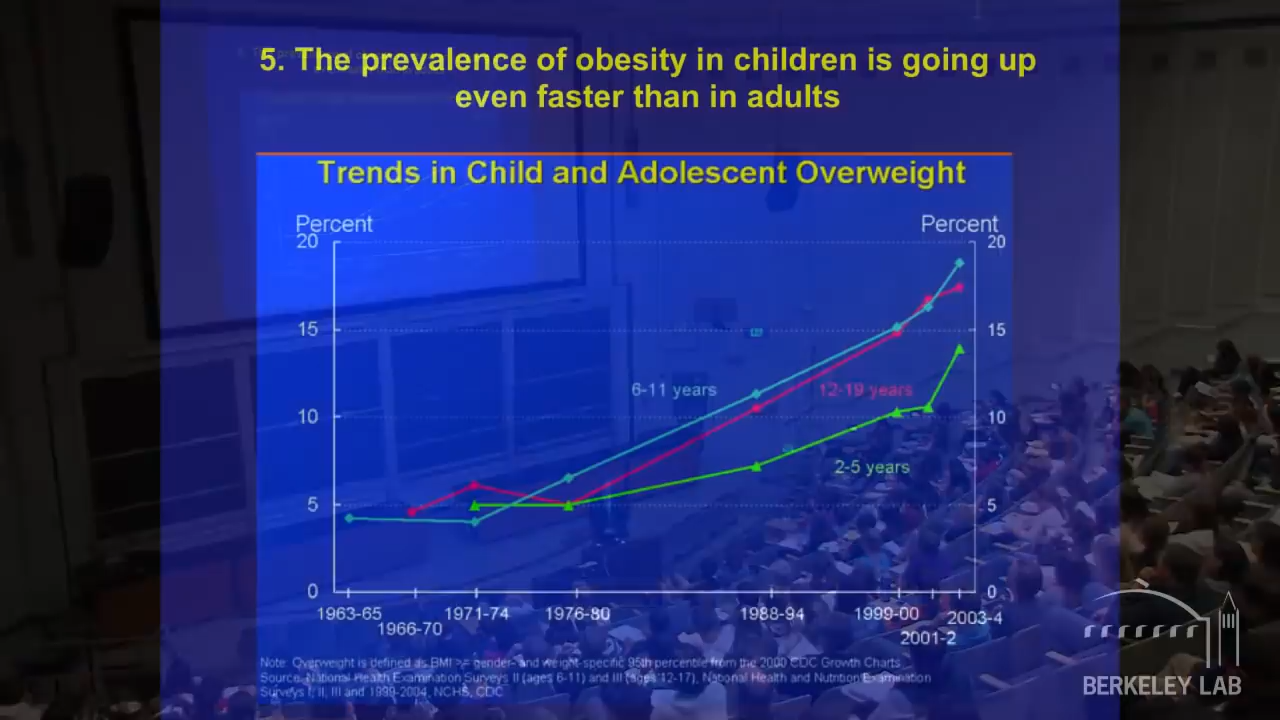 5. The prevalence of obesity in children is going up
even faster than in adults
Trends in Child and Adolescent Overweight
Percent Percent
20 20
15 15
6-11 years 12-19 years
10 10
2-5 years
5 5
0 0
1963-65 1971-74 1976-80 1988-94 1999-00 2003-4
1966-70 2001-2
Note: Overweight is defined as BMI >= gender- and weight-specific 95th percentile from the 2000 CDC Growth Charts
Source: National Health Examination Surveys II (ages 6-11) and III (ages 12-17), National Health and Nutrition Examination
Surveys I, II, III and 1999-2004, NCHS, CDC
BERKELEY LAB